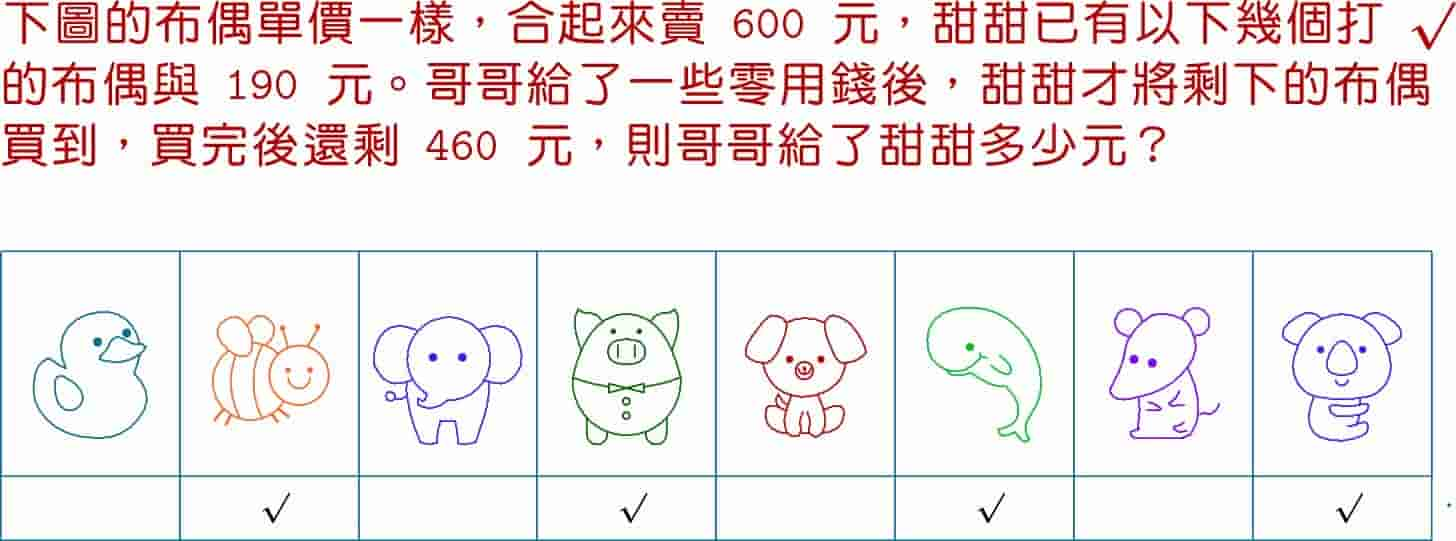 下圖的布偶單價一樣，合起來賣 600 元，甜甜已有以下幾個打 √
的布偶與 190 元。哥哥給了一些零用錢後，甜甜才將剩下的布偶
買到，買完後還剩 460 元，則哥哥給了甜甜多少元？
√ √ √ √ .